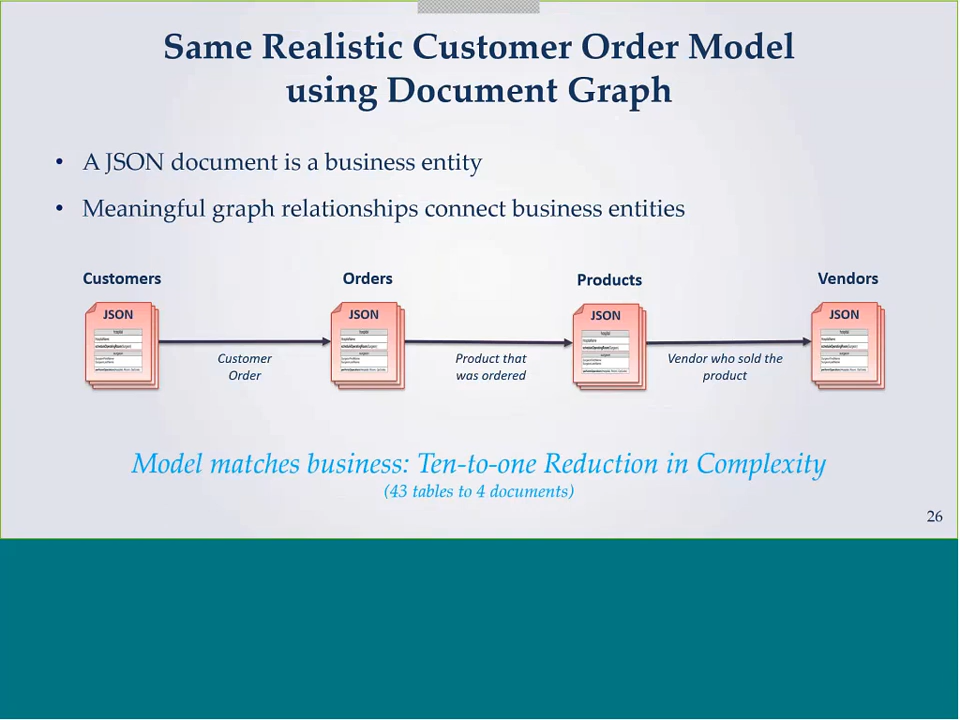 Same Realistic Customer Order Model
using Document Graph
• A JSON document is a business entity
• Meaningful graph relationships connect business entities
Customers
Orders
Products
Vendors
JSON
JSON
JSON
JSON
Customer
Order
Product that
was ordered
Vendor who sold the
product
Model matches business: Ten-to-one Reduction in Complexity
(43 tables to 4 documents)
26